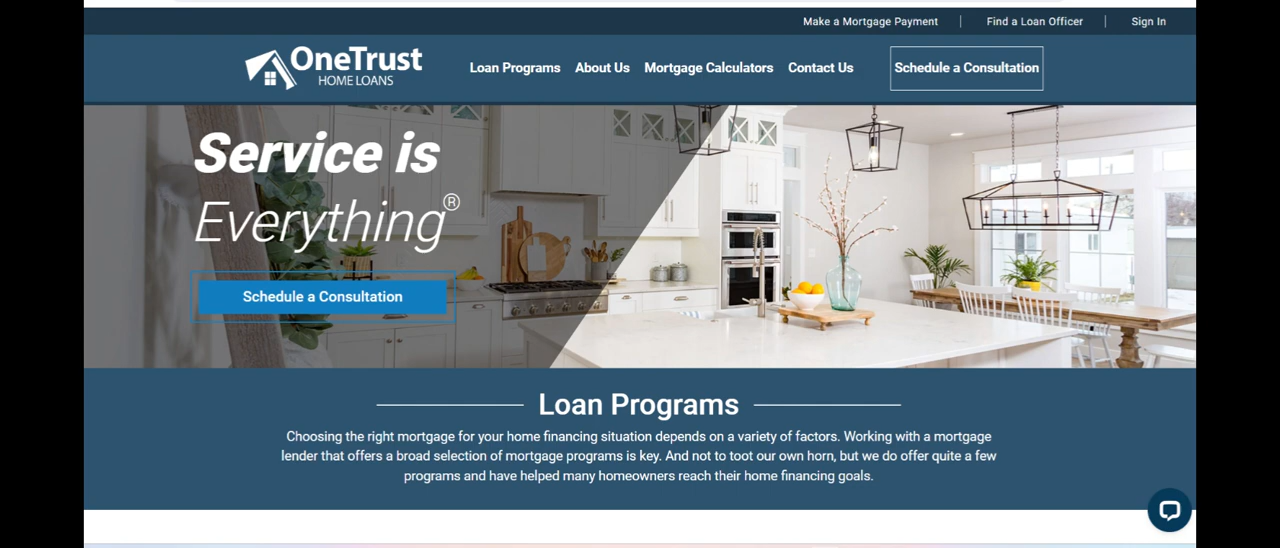 Make a Mortgage Payment | Find a Loan Officer | Sign In
OneTrust
HOME LOANS
Loan Programs About Us Mortgage Calculators Contact Us Schedule a Consultation
Service is
Everything®
Schedule a Consultation
Loan Programs
Choosing the right mortgage for your home financing situation depends on a variety of factors. Working with a mortgage
lender that offers a broad selection of mortgage programs is key. And not to toot our own horn, but we do offer quite a few
programs and have helped many homeowners reach their home financing goals.